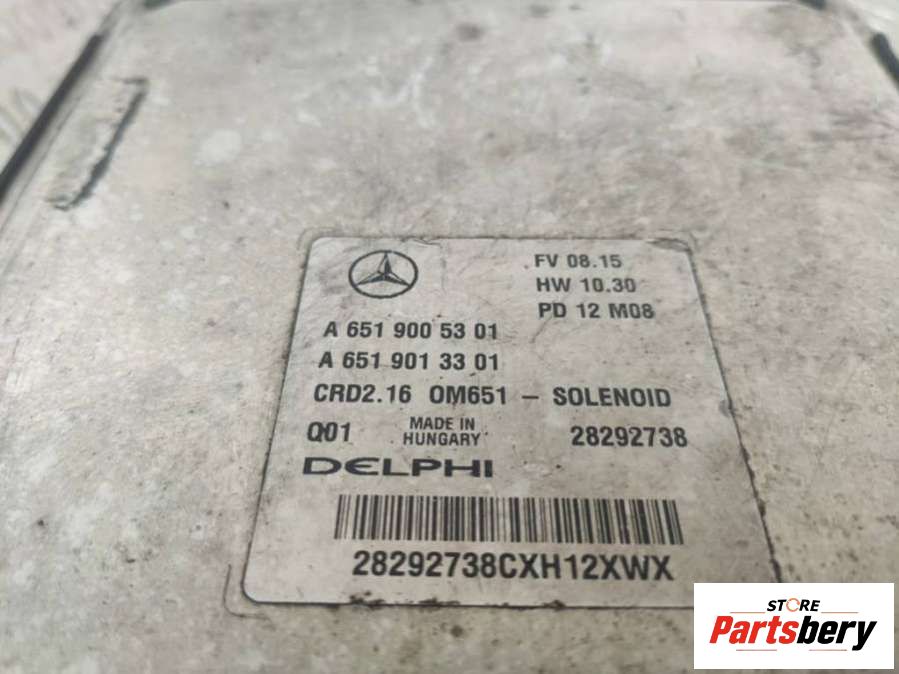 FV 08.15
HW 10.30
PD 12 M08
A 651 900 53 01
A 651 901 33 01
CRD2.16 OM651 - SOLENOID
Q01 MADE IN HUNGARY 28292738
DELPHI
28292738CXH12XWX
STORE
Partsbery